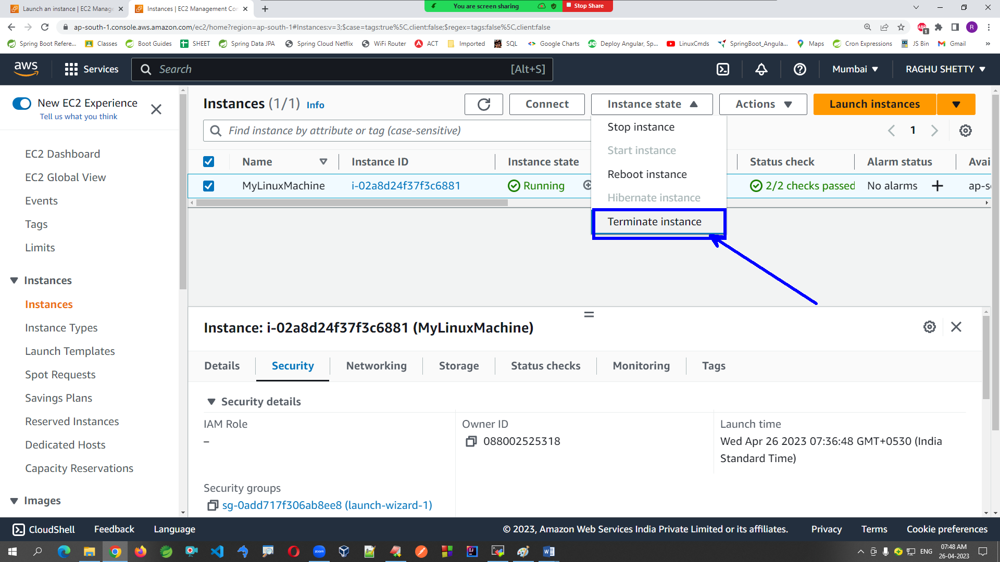 Launch an instance | EC2 Manage
Instances | EC2 Management Con
You are screen sharing
Stop Share
ap-south-1.console.aws.amazon.com/ec2/home?region=ap-south-1#Instances:v=3;$case=tags:true%5C,client:false;$regex=tags:false%5C,client:false
ABP
1
R
Spring Boot Refere...
Classes
Boot Guides
SHEET
Spring Data JPA
Spring Cloud Netflix
WiFi Router
ACT
Imported
SQL
Google Charts
Deploy Angular, Sp...
LinuxCmds
SpringBoot_Angula...
Maps
Cron Expressions
JS Bin
Gmail
»
aws
Services
Search
[Alt+S]
Mumbai
RAGHU SHETTY
New EC2 Experience
Tell us what you think
EC2 Dashboard
EC2 Global View
Events
Tags
Limits
Instances
Instances
Instance Types
Launch Templates
Spot Requests
Savings Plans
Reserved Instances
Dedicated Hosts
Capacity Reservations
Images
Instances (1/1) Info
Connect
Instance state
Actions
Launch instances
Find instance by attribute or tag (case-sensitive)
1
Stop instance
Start instance
Reboot instance
Hibernate instance
Terminate instance
Name
Instance ID
Instance state
Status check
Alarm status
Avai
MyLinuxMachine
i-02a8d24f37f3c6881
Running
2/2 checks passed
No alarms
ap-s
Instance: i-02a8d24f37f3c6881 (MyLinuxMachine)
Details
Security
Networking
Storage
Status checks
Monitoring
Tags
Security details
IAM Role
–
Owner ID
088002525318
Launch time
Wed Apr 26 2023 07:36:48 GMT+0530 (India
Standard Time)
Security groups
sg-0add717f306ab8ee8 (launch-wizard-1)
CloudShell
Feedback
Language
© 2023, Amazon Web Services India Private Limited or its affiliates.
Privacy
Terms
Cookie preferences
zoom
ENG
07:48 AM
26-04-2023